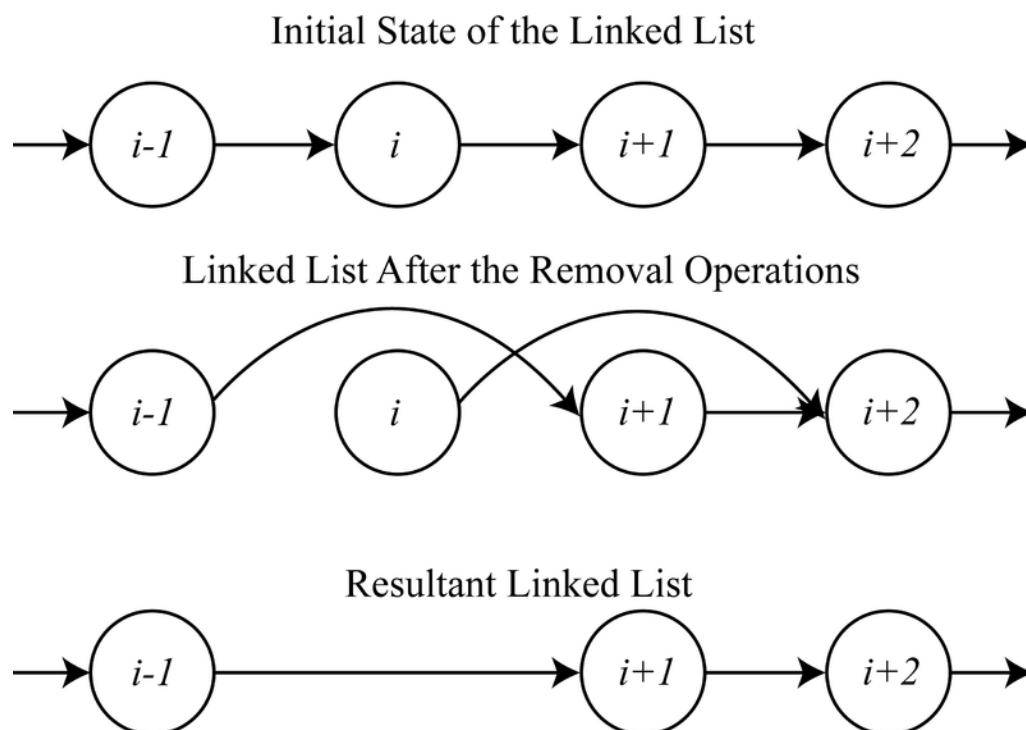 Initial State of the Linked List
i-1 i i+1 i+2
Linked List After the Removal Operations
i-1 i i+1 i+2
Resultant Linked List
i-1 i+1 i+2